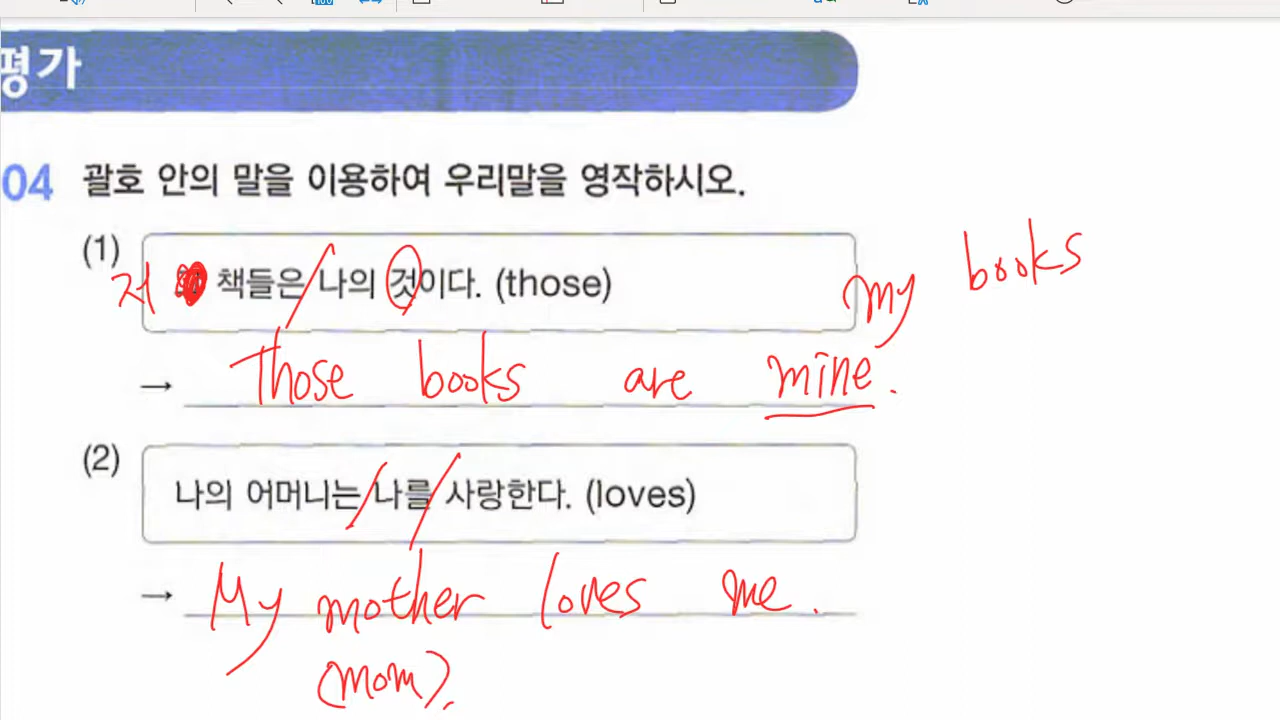 평가
04 괄호 안의 말을 이용하여 우리말을 영작하시오.
(1) 저 책들은 나의 것이다. (those)
my books
→ Those books are mine.
(2) 나의 어머니는 나를 사랑한다. (loves)
→ My mother loves me.
(mom).